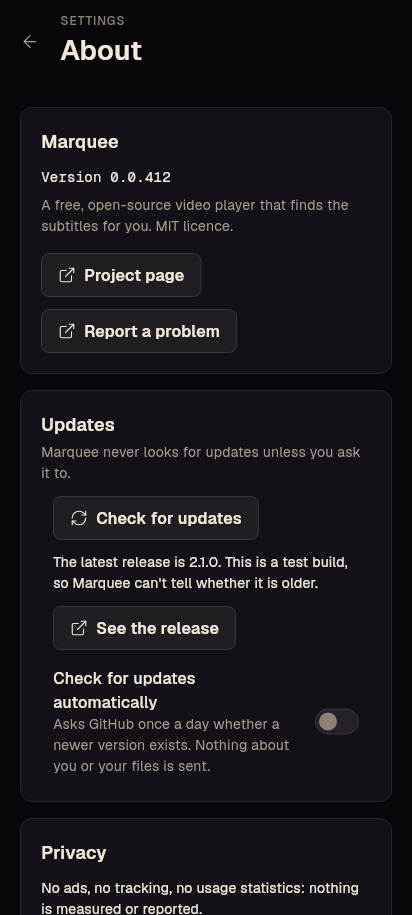 SETTINGS
About
Marquee
Version 0.0.412
A free, open-source video player that finds the
subtitles for you. MIT licence.
Project page
Report a problem
Updates
Marquee never looks for updates unless you ask
it to.
Check for updates
The latest release is 2.1.0. This is a test build,
so Marquee can't tell whether it is older.
See the release
Check for updates
automatically
Asks GitHub once a day whether a
newer version exists. Nothing about
you or your files is sent.
Privacy
No ads, no tracking, no usage statistics: nothing
is measured or reported.